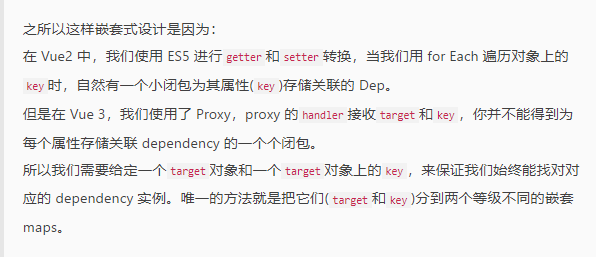 之所以这样嵌套式设计是因为：
在 Vue2 中，我们使用 ES5 进行 getter 和 setter 转换，当我们用 for Each 遍历对象上的
key 时，自然有一个小闭包为其属性( key )存储关联的 Dep。
但是在 Vue 3，我们使用了 Proxy，proxy 的 handler 接收 target 和 key ，你并不能得到为
每个属性存储关联 dependency 的一个个闭包。
所以我们需要给定一个 target 对象和一个 target 对象上的 key ，来保证我们始终能找对对
应的 dependency 实例。唯一的方法就是把它们( target 和 key )分到两个等级不同的嵌套
maps。